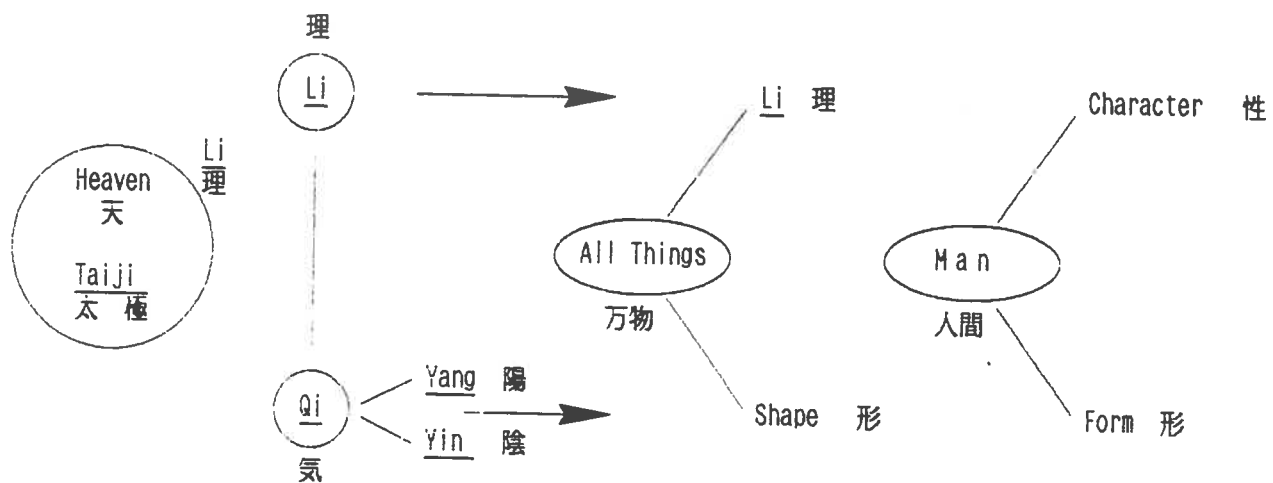 理
Li
Li 理
Character 性
Li
理
Heaven
天
All Things
Man
Taiji
太極
万物
人間
Yang 陽
Qi
Shape 形
Form 形
Yin 陰
気